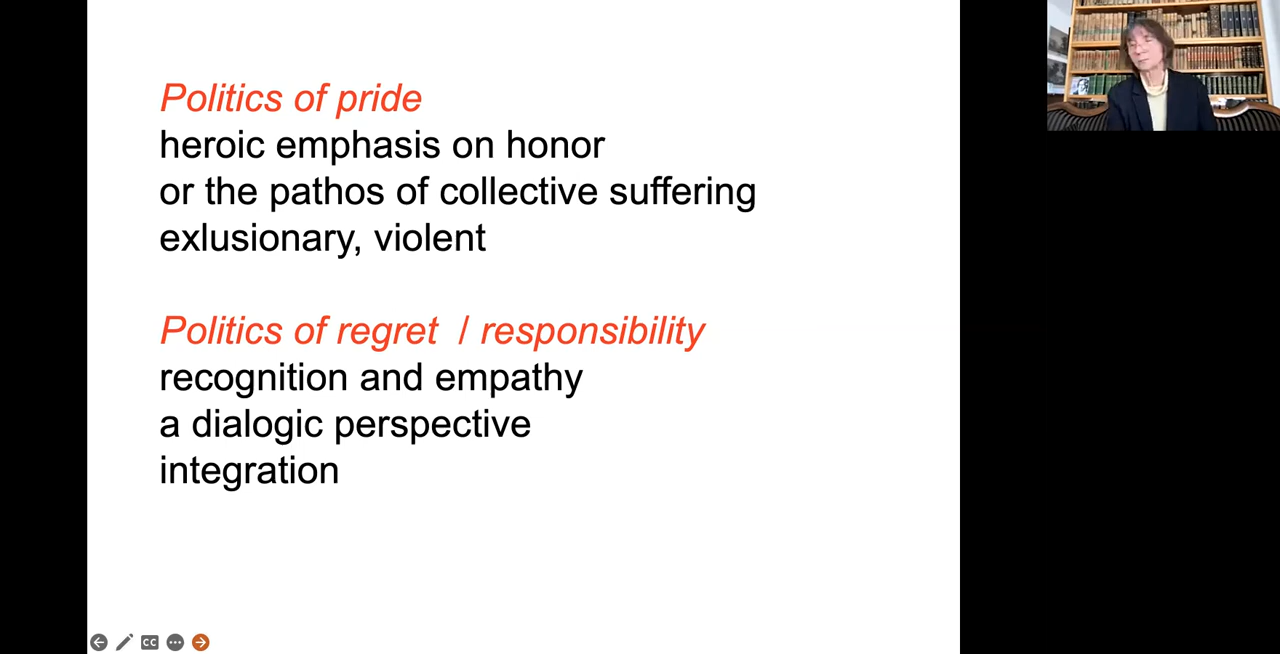 Politics of pride
heroic emphasis on honor
or the pathos of collective suffering
exlusionary, violent
Politics of regret / responsibility
recognition and empathy
a dialogic perspective
integration
CC